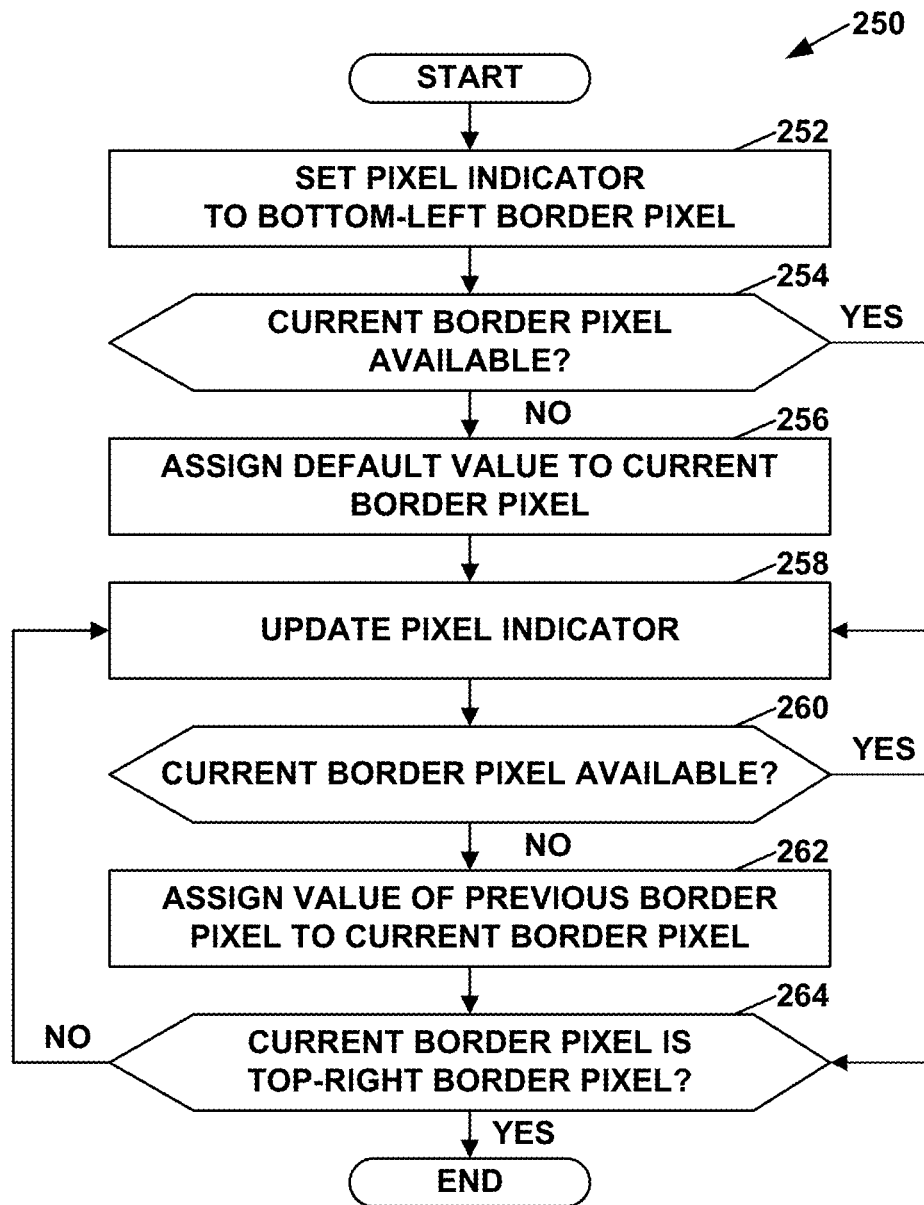 250
START
252
SET PIXEL INDICATOR
TO BOTTOM-LEFT BORDER PIXEL
254
CURRENT BORDER PIXEL
AVAILABLE?
YES
NO
256
ASSIGN DEFAULT VALUE TO CURRENT
BORDER PIXEL
258
UPDATE PIXEL INDICATOR
260
CURRENT BORDER PIXEL AVAILABLE?
YES
NO
262
ASSIGN VALUE OF PREVIOUS BORDER
PIXEL TO CURRENT BORDER PIXEL
264
NO
CURRENT BORDER PIXEL IS
TOP-RIGHT BORDER PIXEL?
YES
END